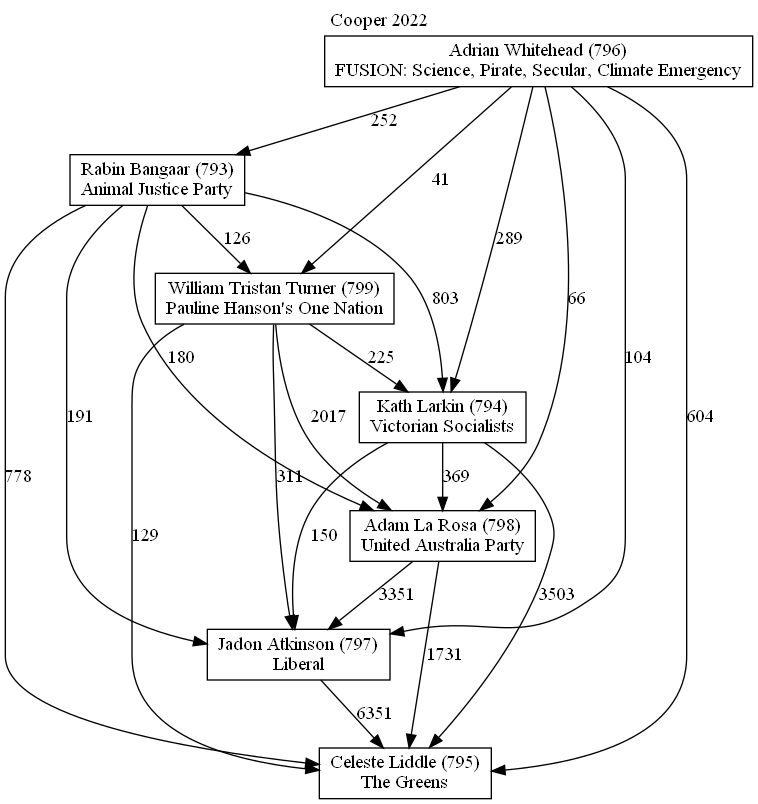 Cooper 2022
Adrian Whitehead (796)
FUSION: Science, Pirate, Secular, Climate Emergency
252
Rabin Bangaar (793)
Animal Justice Party
41
126
289
William Tristan Turner (799)
Pauline Hanson's One Nation
803
66
180
225
104
191
2017
Kath Larkin (794)
Victorian Socialists
604
778
311
369
129
150
Adam La Rosa (798)
United Australia Party
3351
3503
Jadon Atkinson (797)
Liberal
1731
6351
Celeste Liddle (795)
The Greens